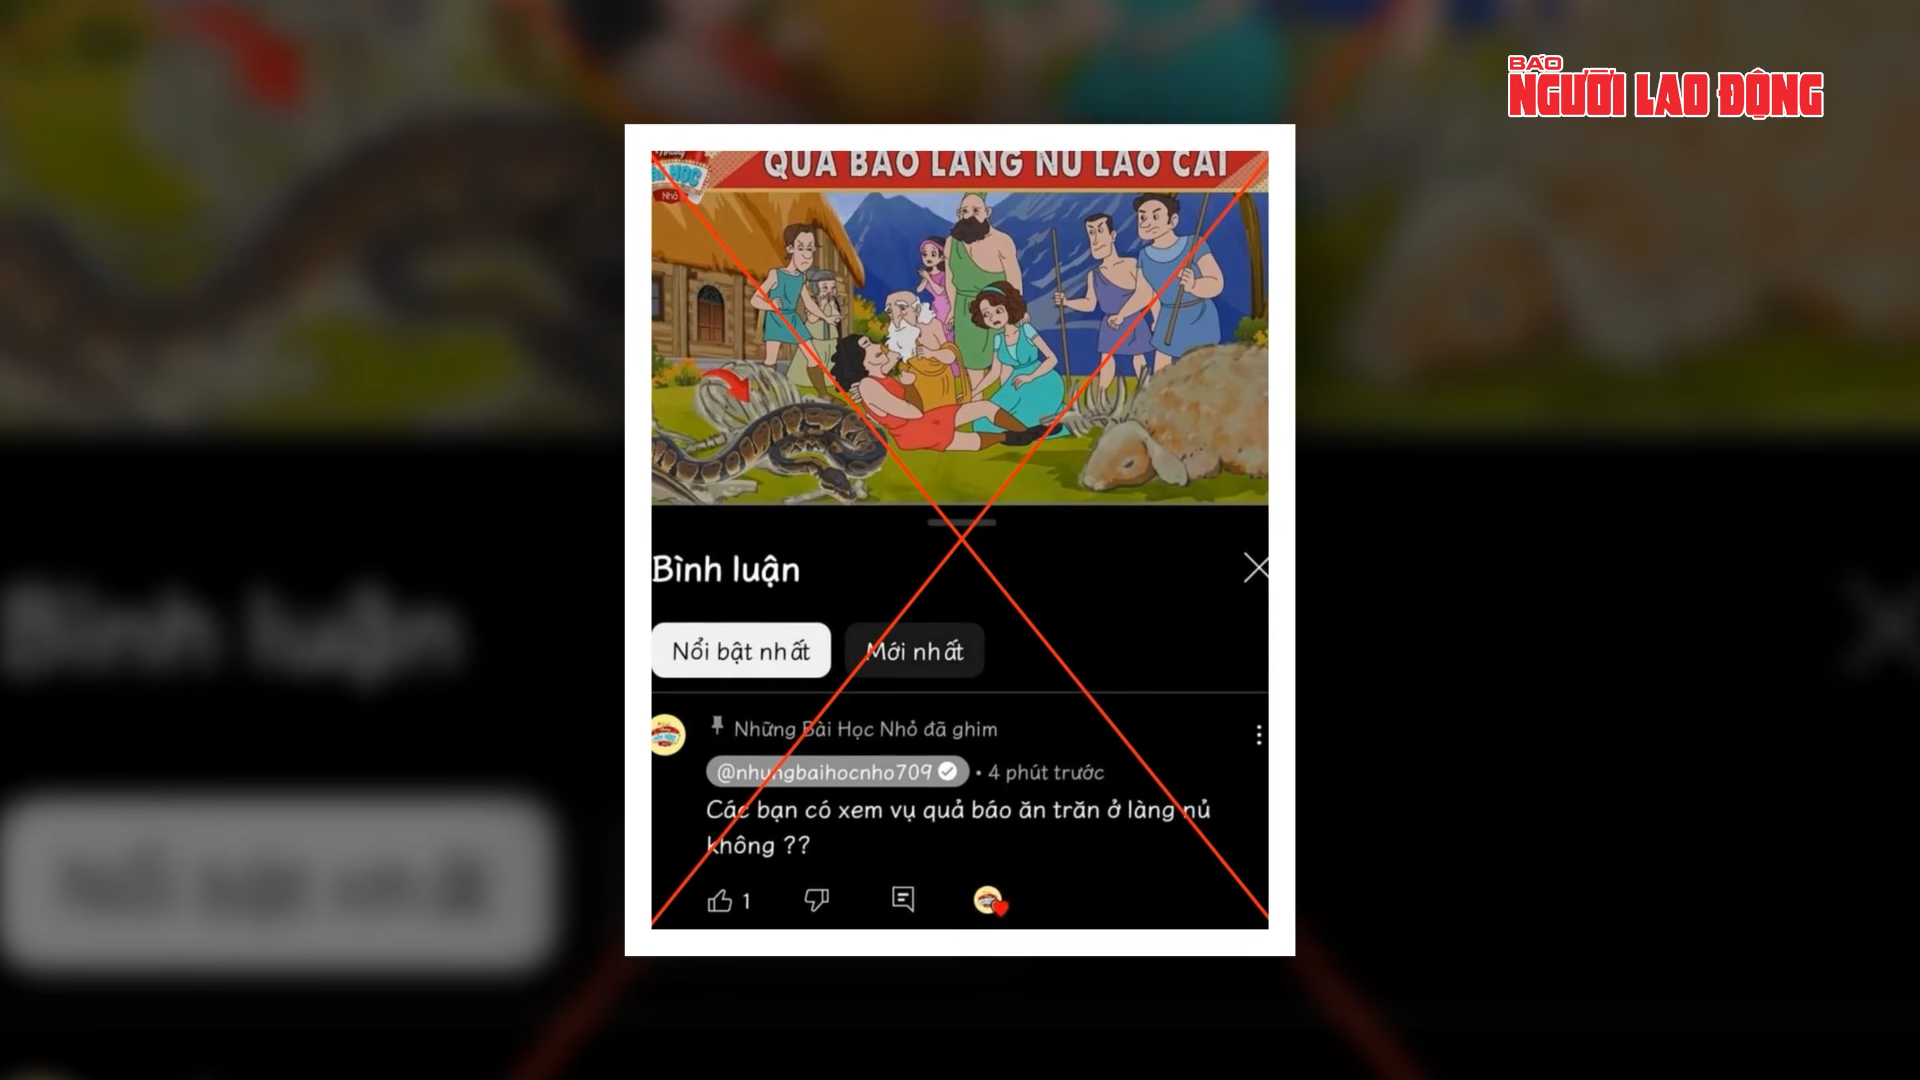 BÁO
NGƯỜI LAO ĐỘNG
QUẢ BÁO LÀNG NỦ LÀO CAI
HỌC
Nhỏ
Bình luận
Nổi bật nhất
Mới nhất
Những Bài Học Nhỏ đã ghim
@nhungbaihocnho709 • 4 phút trước
Các bạn có xem vụ quả báo ăn trăn ở làng nủ
không ??
1